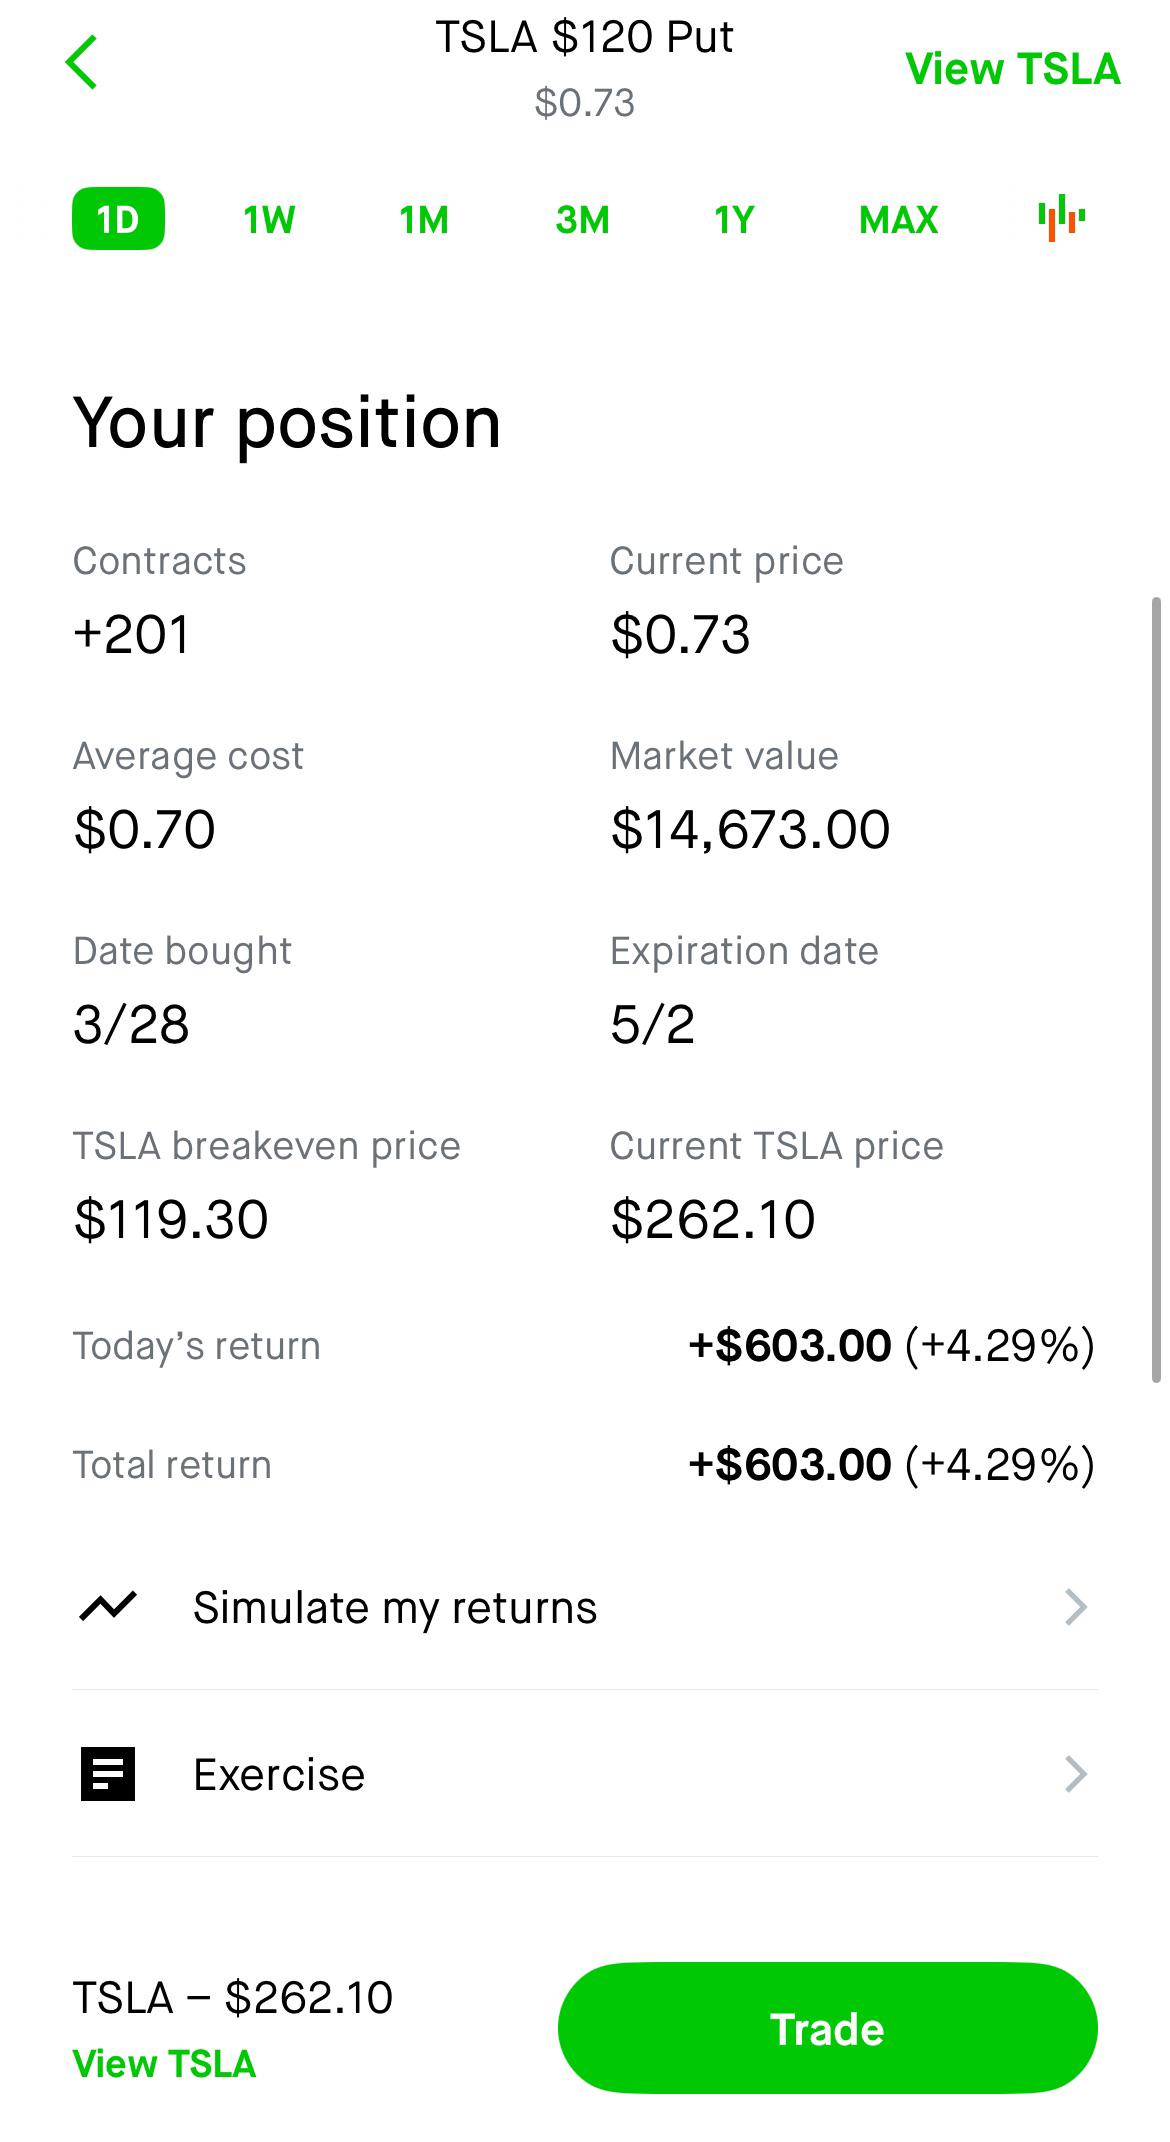 TSLA $120 Put
$0.73
View TSLA
1D 1W 1M 3M 1Y MAX
Your position
Contracts
+201
Current price
$0.73
Average cost
$0.70
Market value
$14,673.00
Date bought
3/28
Expiration date
5/2
TSLA breakeven price
$119.30
Current TSLA price
$262.10
Today’s return
+$603.00 (+4.29%)
Total return
+$603.00 (+4.29%)
Simulate my returns
Exercise
TSLA – $262.10
View TSLA
Trade